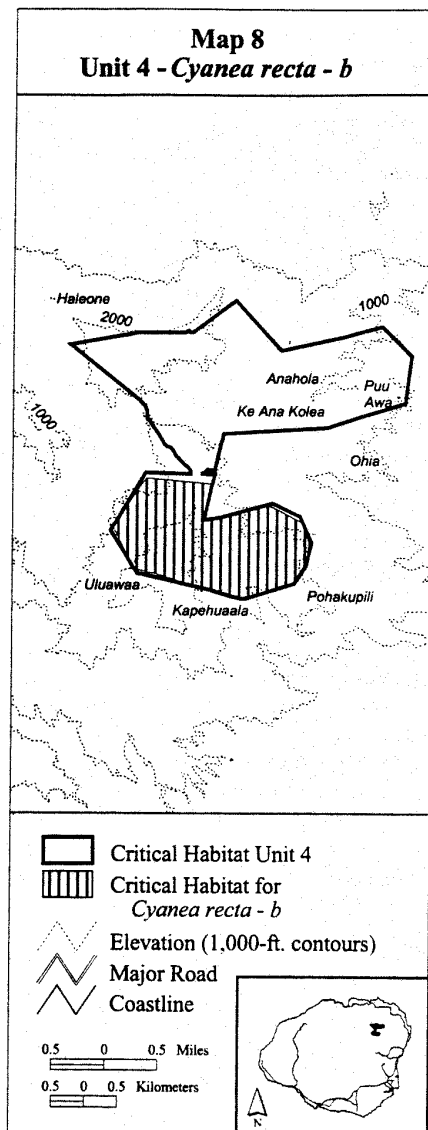 Map 8
Unit 4 - Cyanea recta - b
Haleone
2000
1000
Anahola
Puu
Awa
Ke Ana Kolea
1000
Ohia
Uluawaa
Pohakupili
Kapehuaala
Critical Habitat Unit 4
Critical Habitat for
Cyanea recta - b
Elevation (1,000-ft. contours)
Major Road
Coastline
0.5 0 0.5 Miles
0.5 0 0.5 Kilometers
N